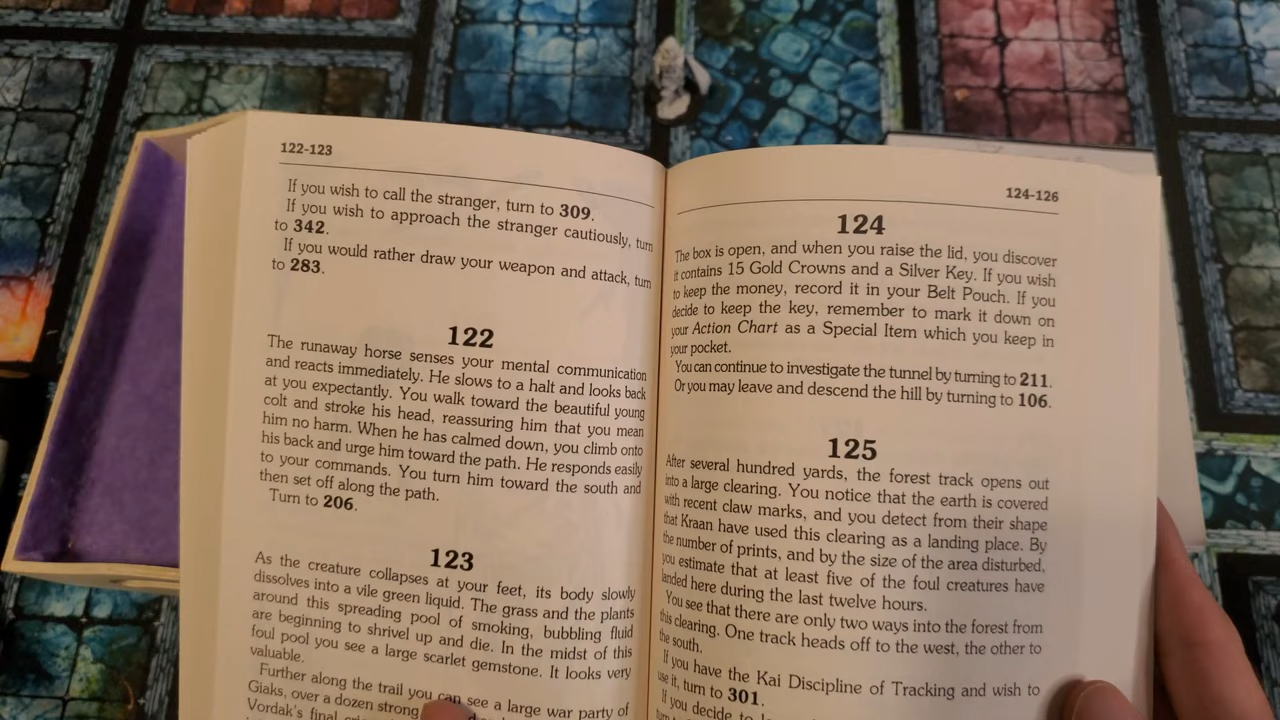 122-123
If you wish to call the stranger, turn to 309.
If you wish to approach the stranger cautiously, turn
to 342.
If you would rather draw your weapon and attack, turn
to 283.
122
The runaway horse senses your mental communication
and reacts immediately. He slows to a halt and looks back
at you expectantly. You walk toward the beautiful young
colt and stroke his head, reassuring him that you mean
him no harm. When he has calmed down, you climb onto
his back and urge him toward the path. He responds easily
to your commands. You turn him toward the south and
then set off along the path.
Turn to 206.
123
As the creature collapses at your feet, its body slowly
dissolves into a vile green liquid. The grass and the plants
around this spreading pool of smoking, bubbling fluid
are beginning to shrivel up and die. In the midst of this
foul pool you see a large scarlet gemstone. It looks very
valuable.
Further along the trail you can see a large war party of
Giaks, over a dozen strong
Vordak's final
124-126
124
The box is open, and when you raise the lid, you discover
it contains 15 Gold Crowns and a Silver Key. If you wish
to keep the money, record it in your Belt Pouch. If you
decide to keep the key, remember to mark it down on
your Action Chart as a Special Item which you keep in
your pocket.
You can continue to investigate the tunnel by turning to 211.
Or you may leave and descend the hill by turning to 106.
125
After several hundred yards, the forest track opens out
into a large clearing. You notice that the earth is covered
with recent claw marks, and you detect from their shape
that Kraan have used this clearing as a landing place. By
the number of prints, and by the size of the area disturbed,
you estimate that at least five of the foul creatures have
landed here during the last twelve hours.
You see that there are only two ways into the forest from
this clearing. One track heads off to the west, the other to
the south.
If you have the Kai Discipline of Tracking and wish to
use it, turn to 301.
If you decide to